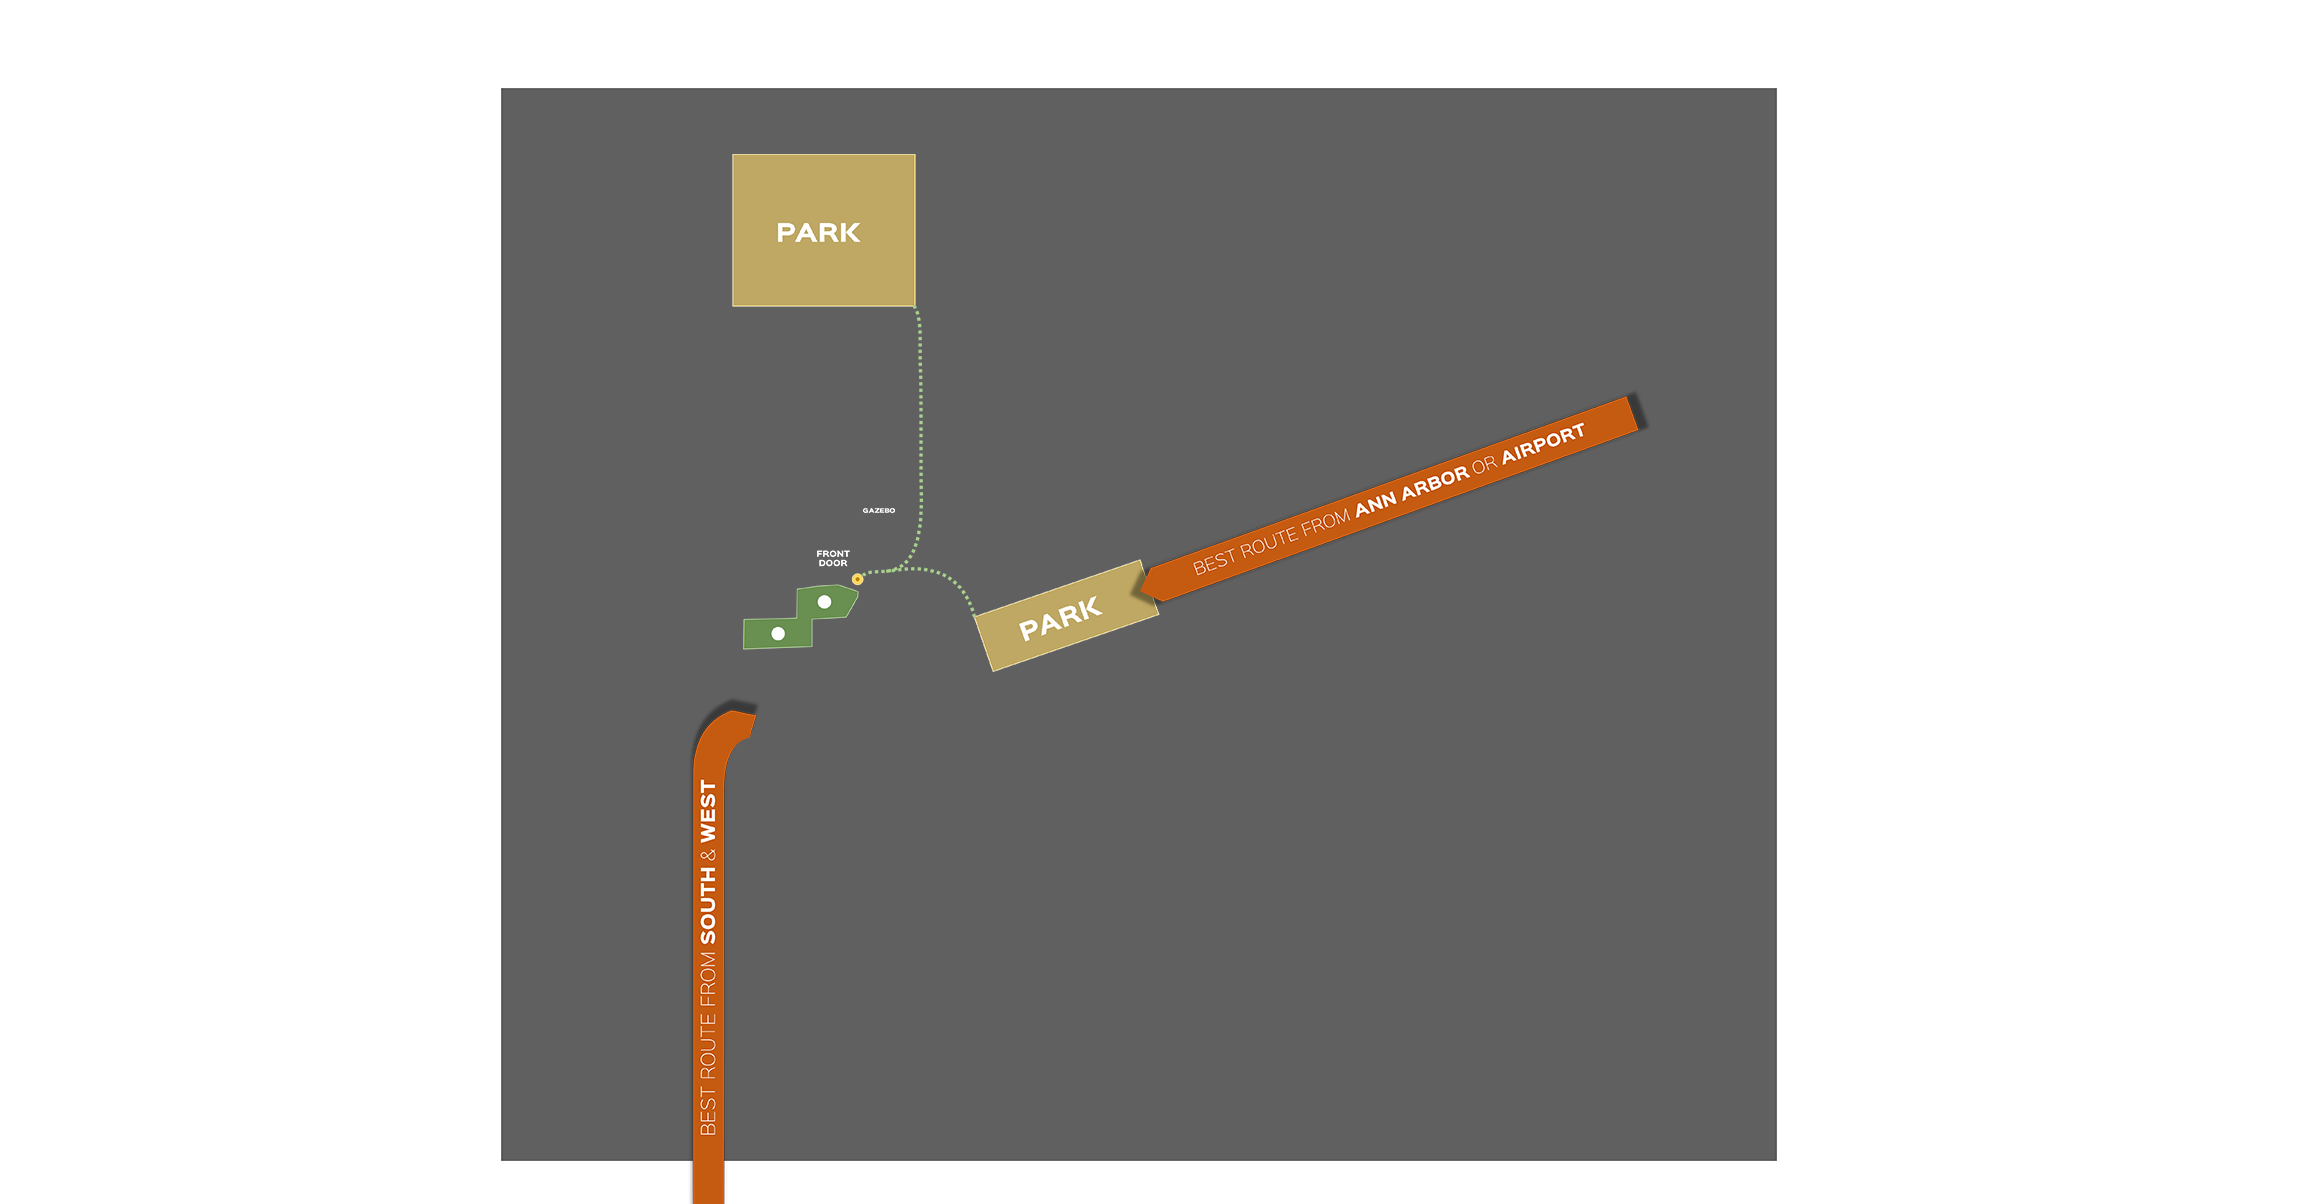 PARK
BEST ROUTE FROM ANN ARBOR OR AIRPORT
GAZEBO
FRONT
DOOR
PARK
BEST ROUTE FROM SOUTH & WEST